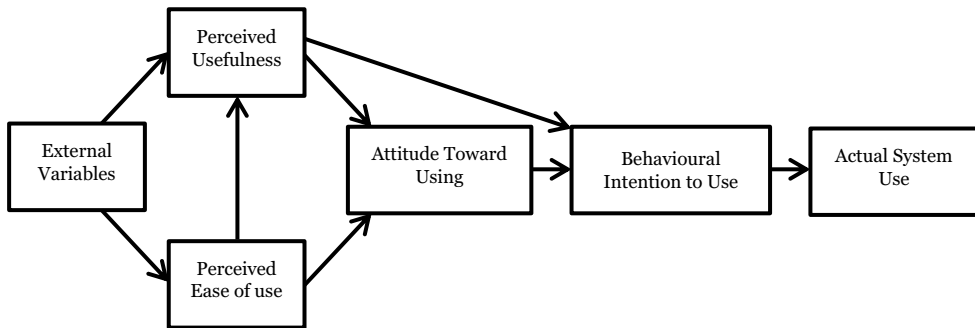 Perceived
Usefulness
External
Variables
Attitude Toward
Using
Behavioural
Intention to Use
Actual System
Use
Perceived
Ease of use